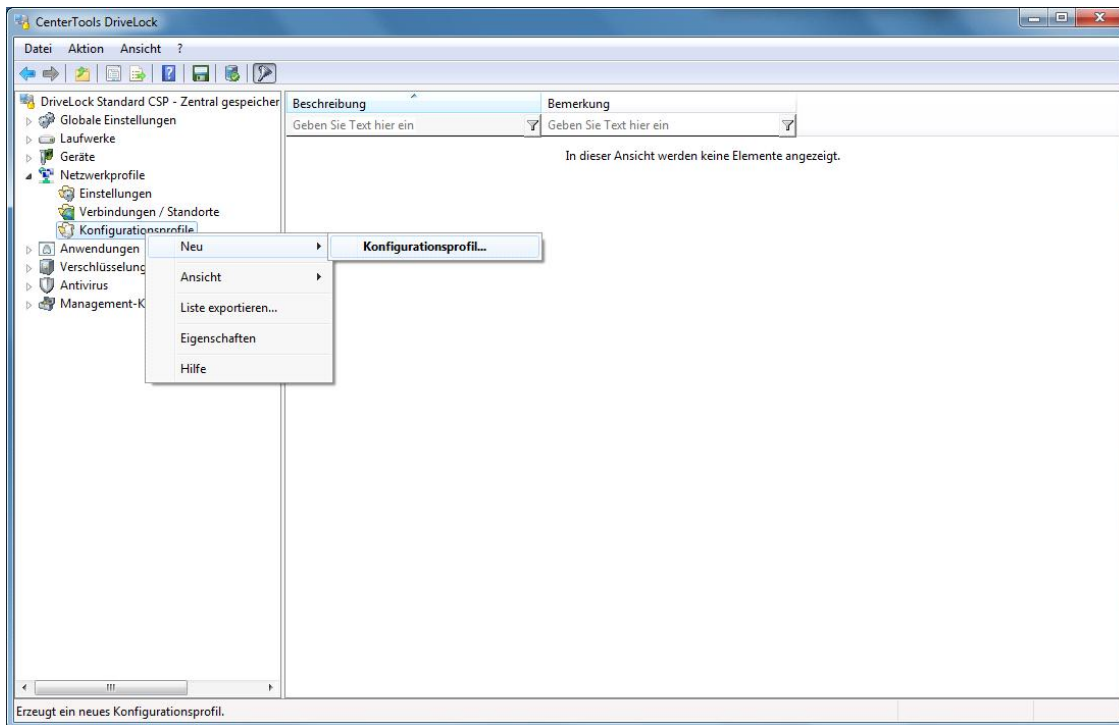 CenterTools DriveLock
Datei Aktion Ansicht ?
DriveLock Standard CSP - Zentral gespeicher
Globale Einstellungen
Laufwerke
Geräte
Netzwerkprofile
Einstellungen
Verbindungen / Standorte
Konfigurationsprofile
Anwendungen
Verschlüsselung
Antivirus
Management-K
Neu
Ansicht
Liste exportieren...
Eigenschaften
Hilfe
Konfigurationsprofil...
Beschreibung Bemerkung
Geben Sie Text hier ein Geben Sie Text hier ein
In dieser Ansicht werden keine Elemente angezeigt.
Erzeugt ein neues Konfigurationsprofil.